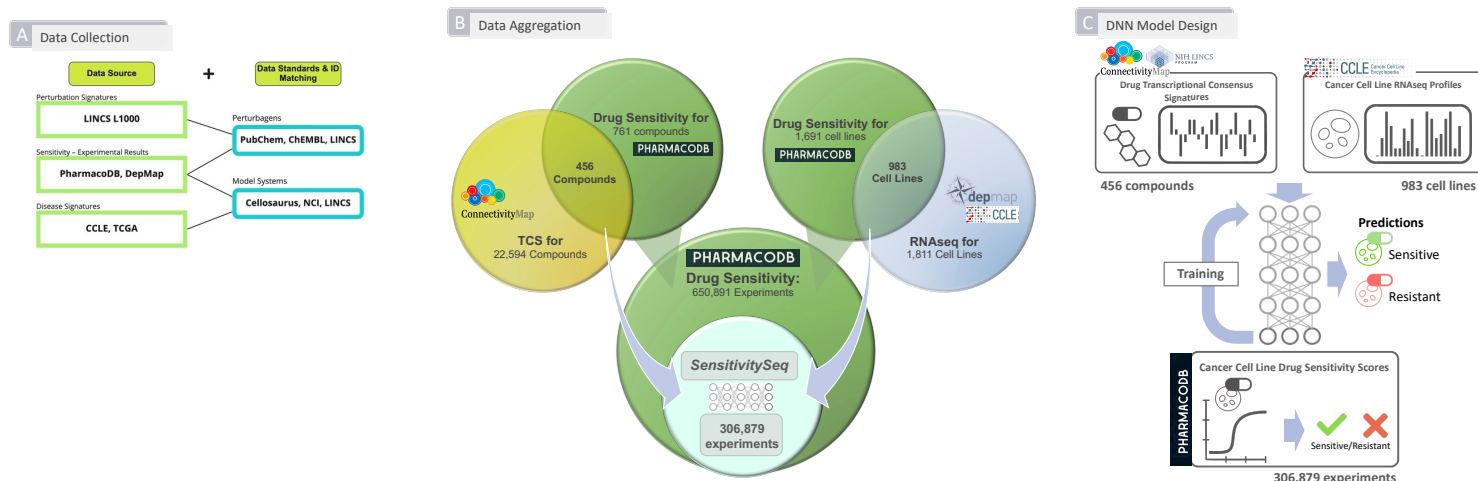 A Data Collection
Data Source
+
Data Standards & ID
Matching
Perturbation Signatures
LINCS L1000
Sensitivity – Experimental Results
PharmacoDB, DepMap
Disease Signatures
CCLE, TCGA
Perturbagens
PubChem, ChEMBL, LINCS
Model Systems
Cellosaurus, NCI, LINCS
B Data Aggregation
Drug Sensitivity for
761 compounds
PHARMACODB
456
Compounds
ConnectivityMap
TCS for
22,594 Compounds
Drug Sensitivity for
1,691 cell lines
PHARMACODB
983
Cell Lines
depmap
CCLE
RNAseq for
1,811 Cell Lines
PHARMACODB
Drug Sensitivity:
650,891 Experiments
SensitivitySeq
306,879
experiments
C DNN Model Design
ConnectivityMap
NIH LINCS
PROGRAM
Drug Transcriptional Consensus
Signatures
456 compounds
CCLE Cancer Cell Line
Encyclopedia
Cancer Cell Line RNAseq Profiles
983 cell lines
Training
Predictions
Sensitive
Resistant
PHARMACODB
Cancer Cell Line Drug Sensitivity Scores
Sensitive/Resistant
306,879 experiments